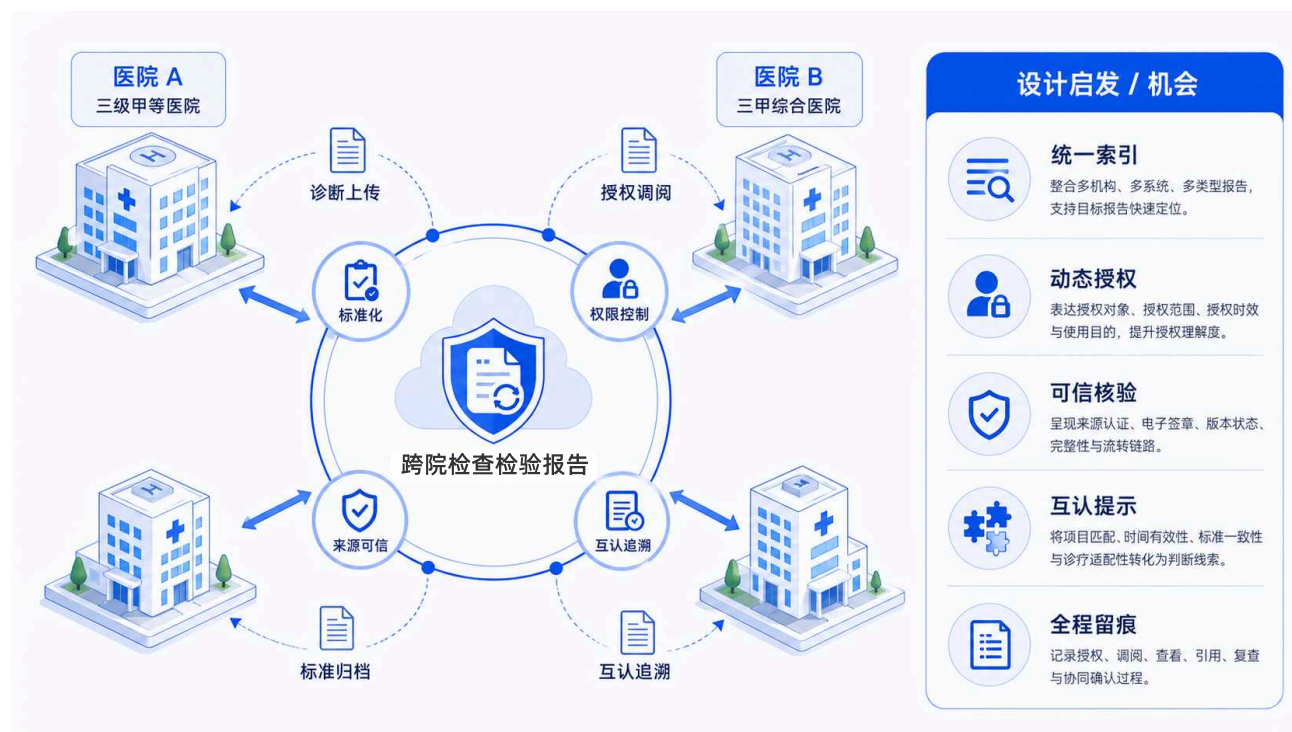 医院 A
三级甲等医院
医院 B
三甲综合医院
诊断上传
授权调阅
标准化
权限控制
跨院检查检验报告
来源可信
互认追溯
标准归档
互认追溯
设计启发 / 机会
统一索引
整合多机构、多系统、多类型报告，
支持目标报告快速定位。
动态授权
表达授权对象、授权范围、授权时效
与使用目的，提升授权理解度。
可信核验
呈现来源认证、电子签章、版本状态、
完整性与流转链路。
互认提示
将项目匹配、时间有效性、标准一致性
与诊疗适配性转化为判断线索。
全程留痕
记录授权、调阅、查看、引用、复查
与协同确认过程。